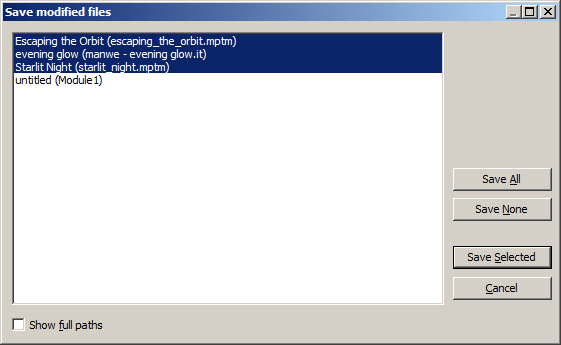 Save modified files
Escaping the Orbit (escaping_the_orbit.mptm)
evening glow (manwe - evening glow.it)
Starlit Night (starlit_night.mptm)
untitled (Module1)
Save All
Save None
Save Selected
Cancel
Show full paths